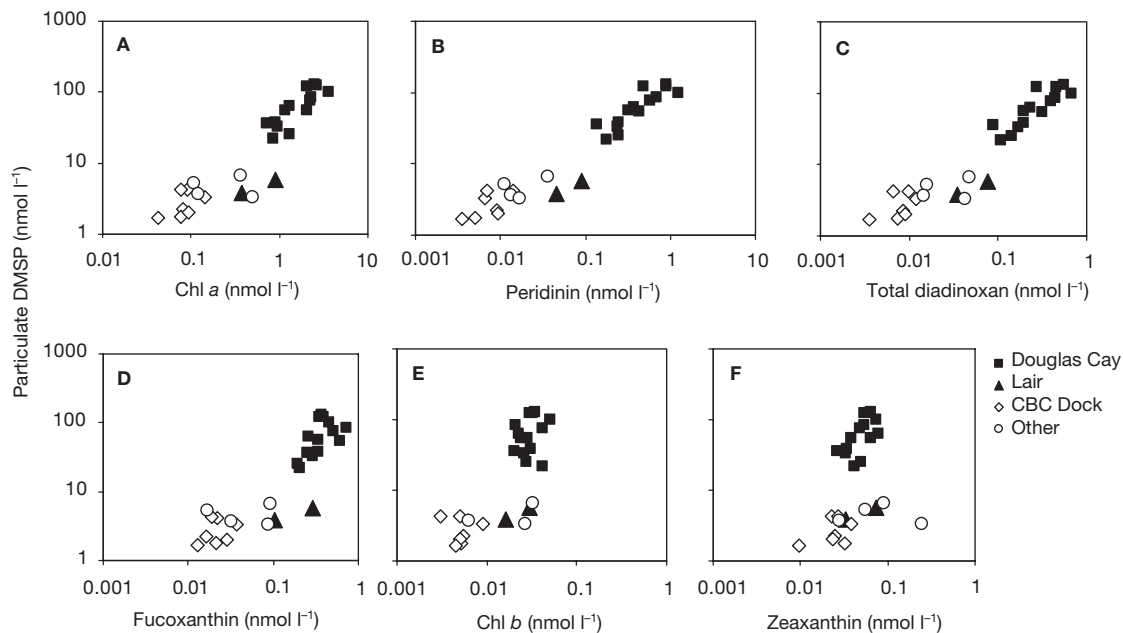 Particulate DMSP (nmol l⁻¹)
A
1000
100
10
1
0.01 0.1 1 10
Chl a (nmol l⁻¹)
B
0.001 0.01 0.1 1 10
Peridinin (nmol l⁻¹)
C
0.001 0.01 0.1 1
Total diadinoxan (nmol l⁻¹)
D
1000
100
10
1
0.01 0.1 1
Fucoxanthin (nmol l⁻¹)
E
0.001 0.01 0.1 1
Chl b (nmol l⁻¹)
F
0.001 0.01 0.1 1
Zeaxanthin (nmol l⁻¹)
Douglas Cay
Lair
CBC Dock
Other